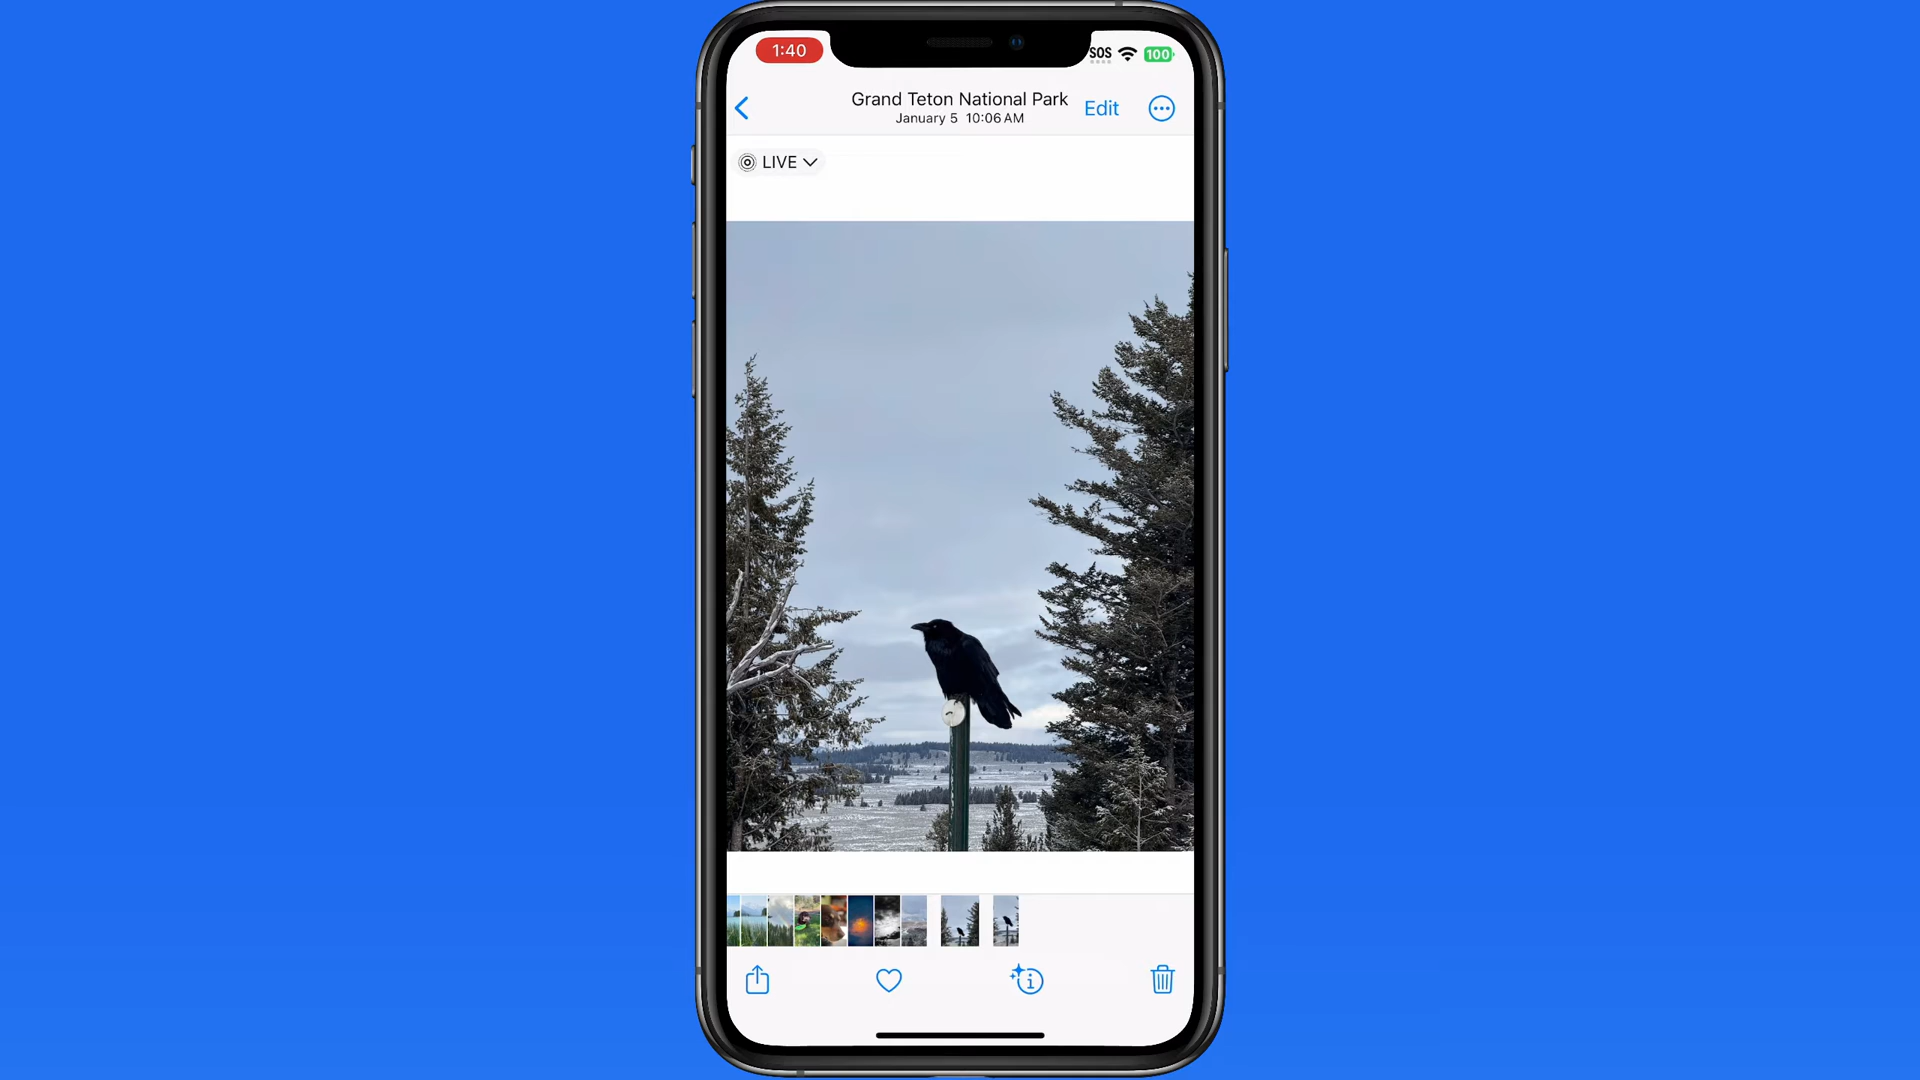 1:40
SOS
100
Grand Teton National Park
January 5 10:06 AM
Edit
LIVE